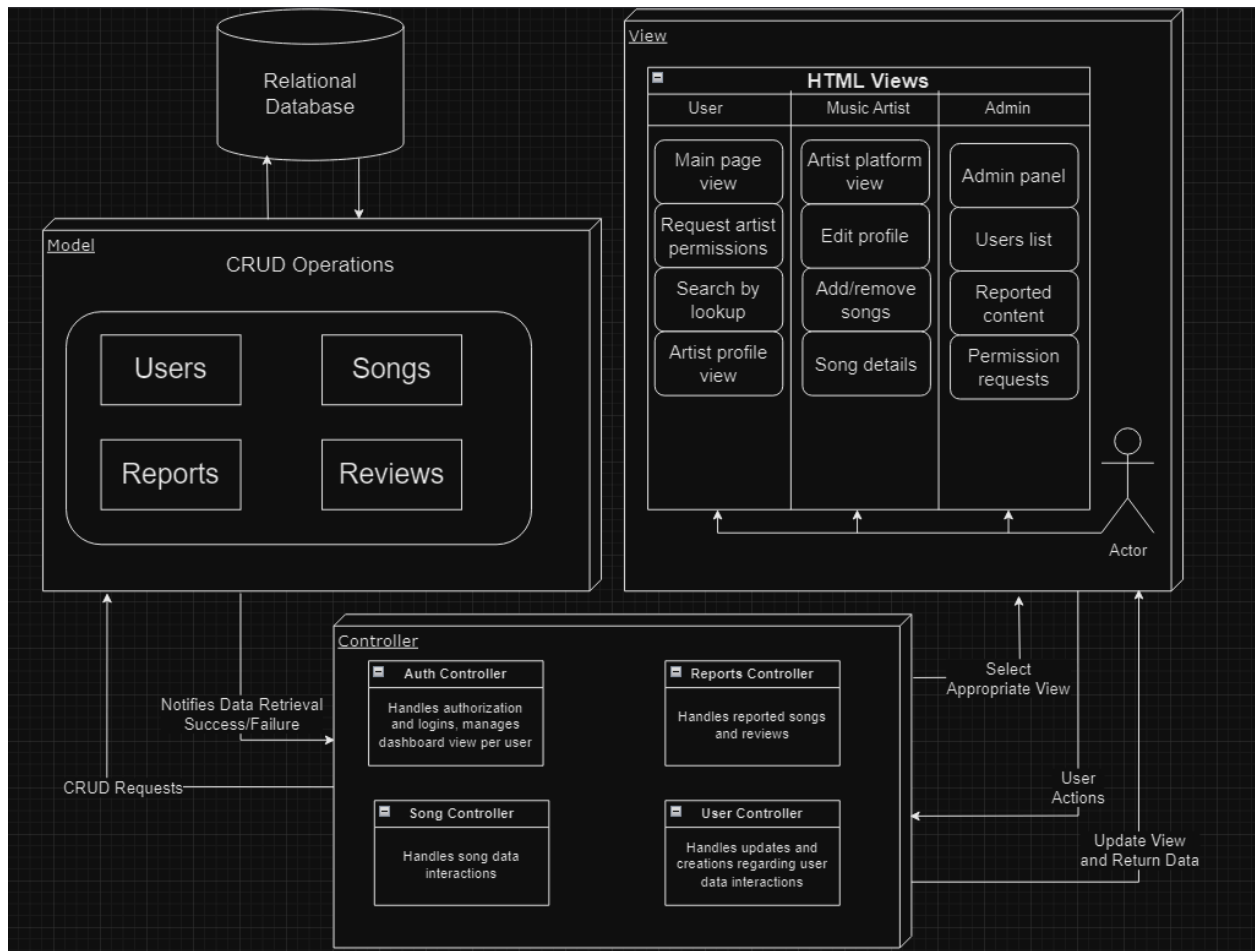 Relational
Database
Model
CRUD Operations
Users
Songs
Reports
Reviews
View
HTML Views
User
Music Artist
Admin
Main page
view
Request artist
permissions
Search by
lookup
Artist profile
view
Artist platform
view
Edit profile
Add/remove
songs
Song details
Admin panel
Users list
Reported
content
Permission
requests
Actor
Notifies Data Retrieval
Success/Failure
CRUD Requests
Controller
Auth Controller
Handles authorization
and logins, manages
dashboard view per user
Reports Controller
Handles reported songs
and reviews
Song Controller
Handles song data
interactions
User Controller
Handles updates and
creations regarding user
data interactions
Select
Appropriate View
User
Actions
Update View
and Return Data